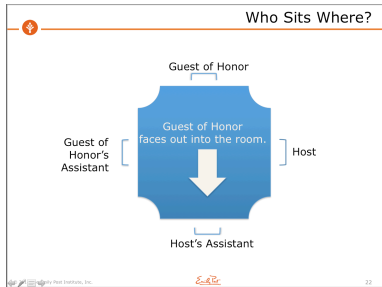 Who Sits Where?
Guest of Honor
Guest of Honor
faces out into the room.
Guest of
Honor's
Assistant
Host
Host's Assistant
Post Institute, Inc.
22